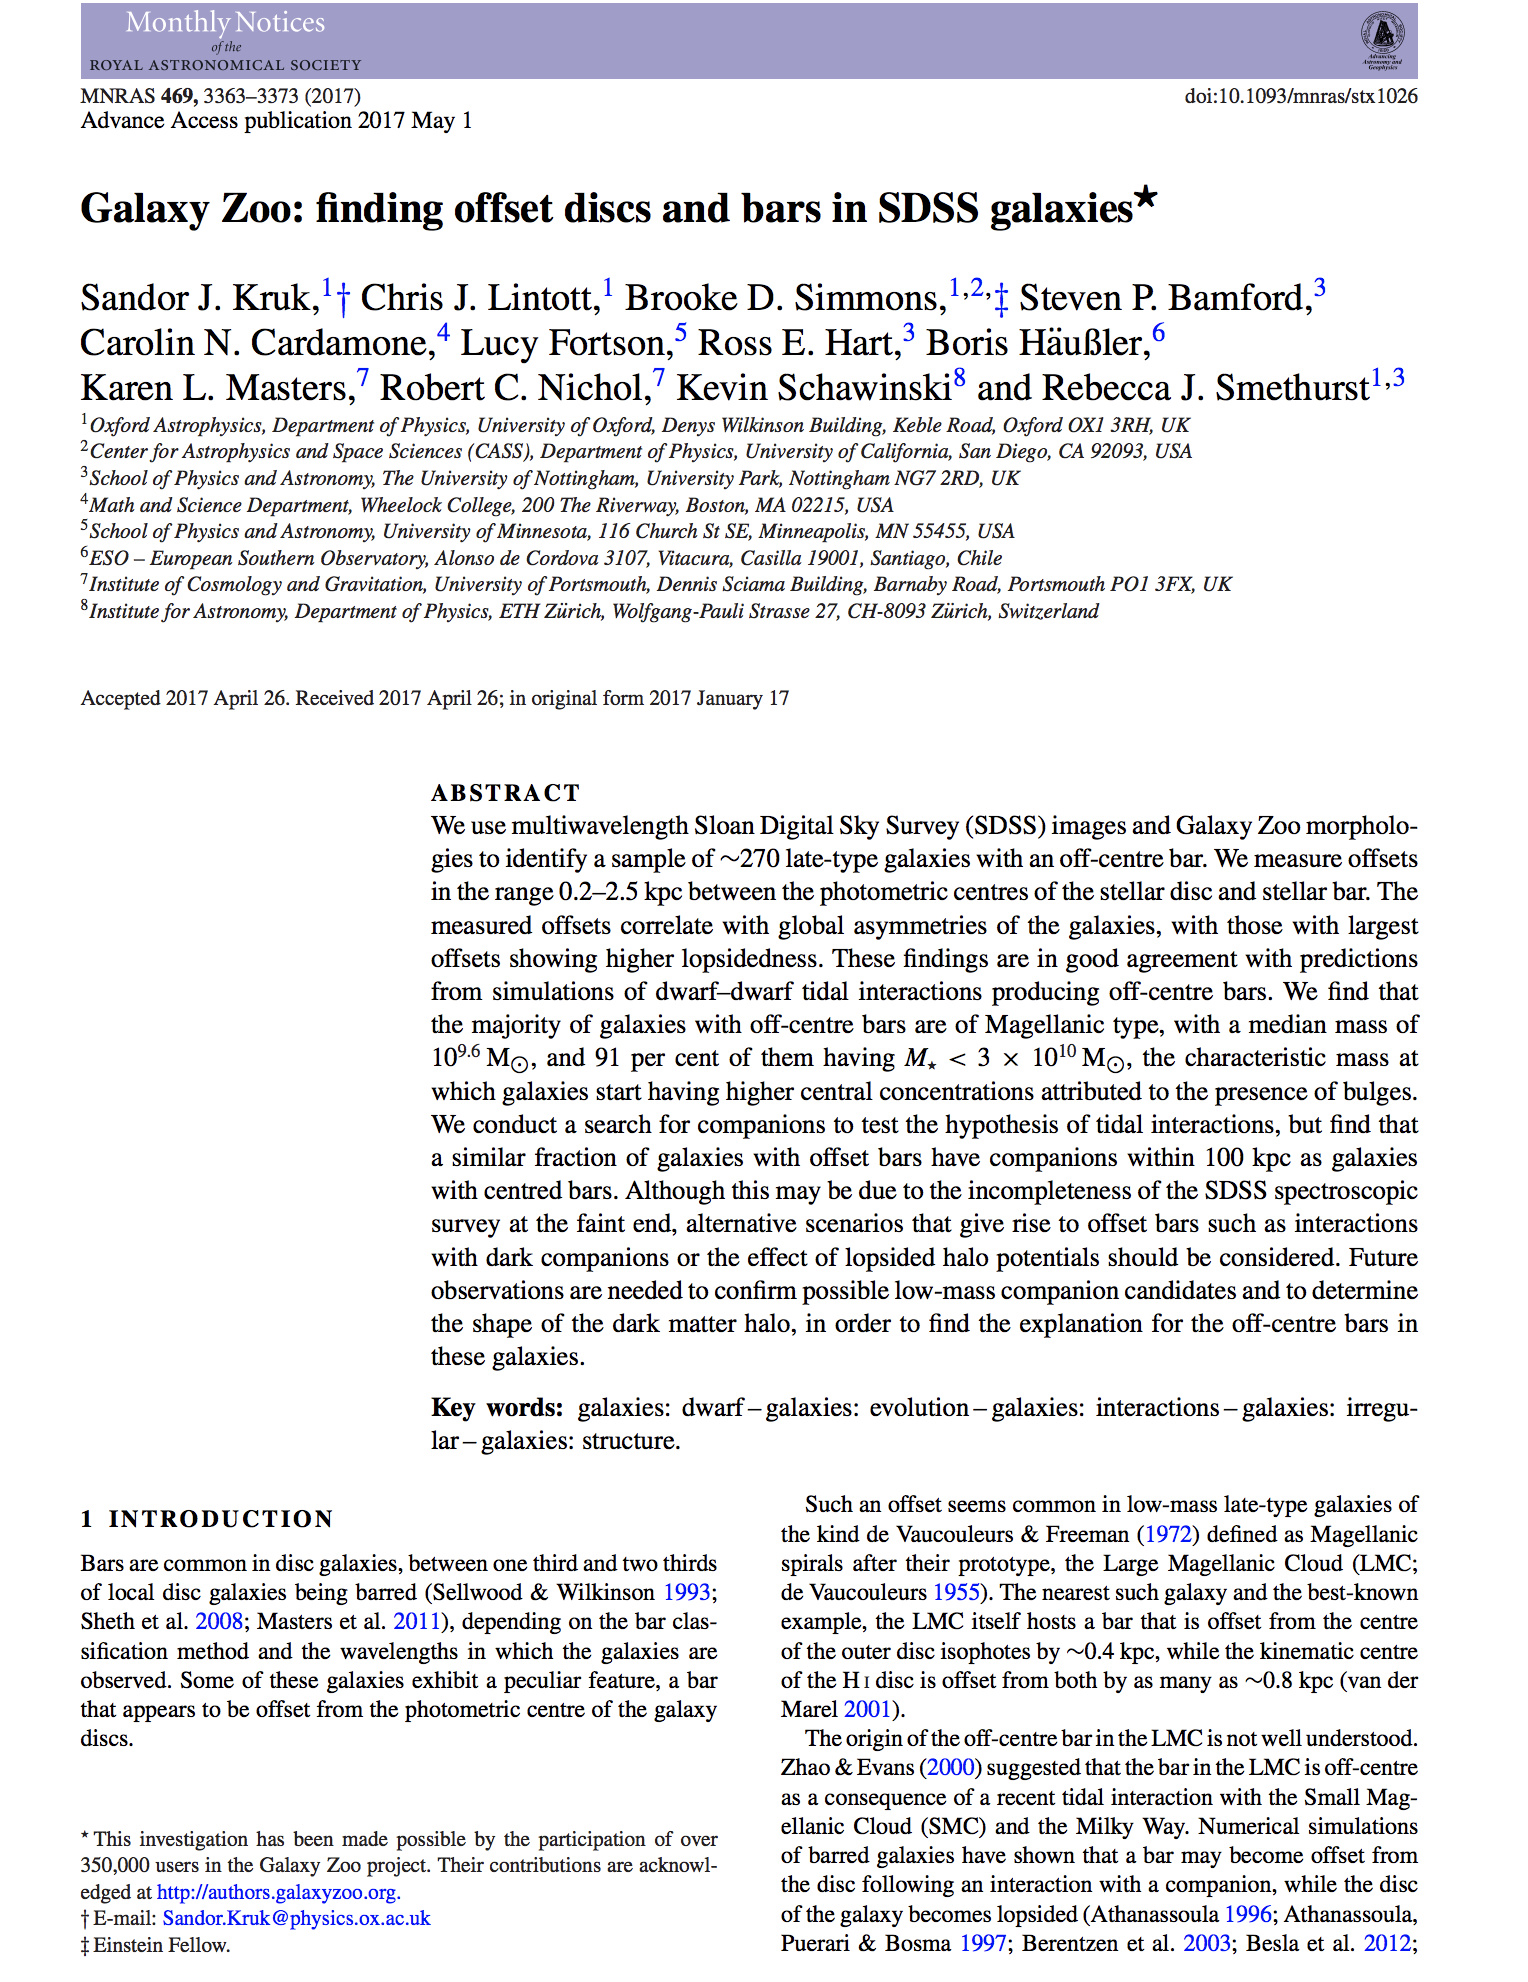 Monthly Notices
of the
ROYAL ASTRONOMICAL SOCIETY
Advancing
Astronomy and
Geophysics
MNRAS 469, 3363–3373 (2017)
doi:10.1093/mnras/stx1026
Advance Access publication 2017 May 1
Galaxy Zoo: finding offset discs and bars in SDSS galaxies★
Sandor J. Kruk,1† Chris J. Lintott,1 Brooke D. Simmons,1,2,‡ Steven P. Bamford,3
Carolin N. Cardamone,4 Lucy Fortson,5 Ross E. Hart,3 Boris Häußler,6
Karen L. Masters,7 Robert C. Nichol,7 Kevin Schawinski8 and Rebecca J. Smethurst1,3
1Oxford Astrophysics, Department of Physics, University of Oxford, Denys Wilkinson Building, Keble Road, Oxford OX1 3RH, UK
2Center for Astrophysics and Space Sciences (CASS), Department of Physics, University of California, San Diego, CA 92093, USA
3School of Physics and Astronomy, The University of Nottingham, University Park, Nottingham NG7 2RD, UK
4Math and Science Department, Wheelock College, 200 The Riverway, Boston, MA 02215, USA
5School of Physics and Astronomy, University of Minnesota, 116 Church St SE, Minneapolis, MN 55455, USA
6ESO – European Southern Observatory, Alonso de Cordova 3107, Vitacura, Casilla 19001, Santiago, Chile
7Institute of Cosmology and Gravitation, University of Portsmouth, Dennis Sciama Building, Barnaby Road, Portsmouth PO1 3FX, UK
8Institute for Astronomy, Department of Physics, ETH Zürich, Wolfgang-Pauli Strasse 27, CH-8093 Zürich, Switzerland
Accepted 2017 April 26. Received 2017 April 26; in original form 2017 January 17
ABSTRACT
We use multiwavelength Sloan Digital Sky Survey (SDSS) images and Galaxy Zoo morpholo-
gies to identify a sample of ∼270 late-type galaxies with an off-centre bar. We measure offsets
in the range 0.2–2.5 kpc between the photometric centres of the stellar disc and stellar bar. The
measured offsets correlate with global asymmetries of the galaxies, with those with largest
offsets showing higher lopsidedness. These findings are in good agreement with predictions
from simulations of dwarf–dwarf tidal interactions producing off-centre bars. We find that
the majority of galaxies with off-centre bars are of Magellanic type, with a median mass of
10^9.6 M⊙, and 91 per cent of them having M⋆ < 3 × 10^10 M⊙, the characteristic mass at
which galaxies start having higher central concentrations attributed to the presence of bulges.
We conduct a search for companions to test the hypothesis of tidal interactions, but find that
a similar fraction of galaxies with offset bars have companions within 100 kpc as galaxies
with centred bars. Although this may be due to the incompleteness of the SDSS spectroscopic
survey at the faint end, alternative scenarios that give rise to offset bars such as interactions
with dark companions or the effect of lopsided halo potentials should be considered. Future
observations are needed to confirm possible low-mass companion candidates and to determine
the shape of the dark matter halo, in order to find the explanation for the off-centre bars in
these galaxies.
Key words: galaxies: dwarf – galaxies: evolution – galaxies: interactions – galaxies: irregu-
lar – galaxies: structure.
1 INTRODUCTION
Bars are common in disc galaxies, between one third and two thirds
of local disc galaxies being barred (Sellwood & Wilkinson 1993;
Sheth et al. 2008; Masters et al. 2011), depending on the bar clas-
sification method and the wavelengths in which the galaxies are
observed. Some of these galaxies exhibit a peculiar feature, a bar
that appears to be offset from the photometric centre of the galaxy
discs.
★ This investigation has been made possible by the participation of over
350,000 users in the Galaxy Zoo project. Their contributions are acknowl-
edged at http://authors.galaxyzoo.org.
† E-mail: Sandor.Kruk@physics.ox.ac.uk
‡ Einstein Fellow.
Such an offset seems common in low-mass late-type galaxies of
the kind de Vaucouleurs & Freeman (1972) defined as Magellanic
spirals after their prototype, the Large Magellanic Cloud (LMC;
de Vaucouleurs 1955). The nearest such galaxy and the best-known
example, the LMC itself hosts a bar that is offset from the centre
of the outer disc isophotes by ∼0.4 kpc, while the kinematic centre
of the H I disc is offset from both by as many as ∼0.8 kpc (van der
Marel 2001).
The origin of the off-centre bar in the LMC is not well understood.
Zhao & Evans (2000) suggested that the bar in the LMC is off-centre
as a consequence of a recent tidal interaction with the Small Mag-
ellanic Cloud (SMC) and the Milky Way. Numerical simulations
of barred galaxies have shown that a bar may become offset from
the disc following an interaction with a companion, while the disc
of the galaxy becomes lopsided (Athanassoula 1996; Athanassoula,
Puerari & Bosma 1997; Berentzen et al. 2003; Besla et al. 2012;